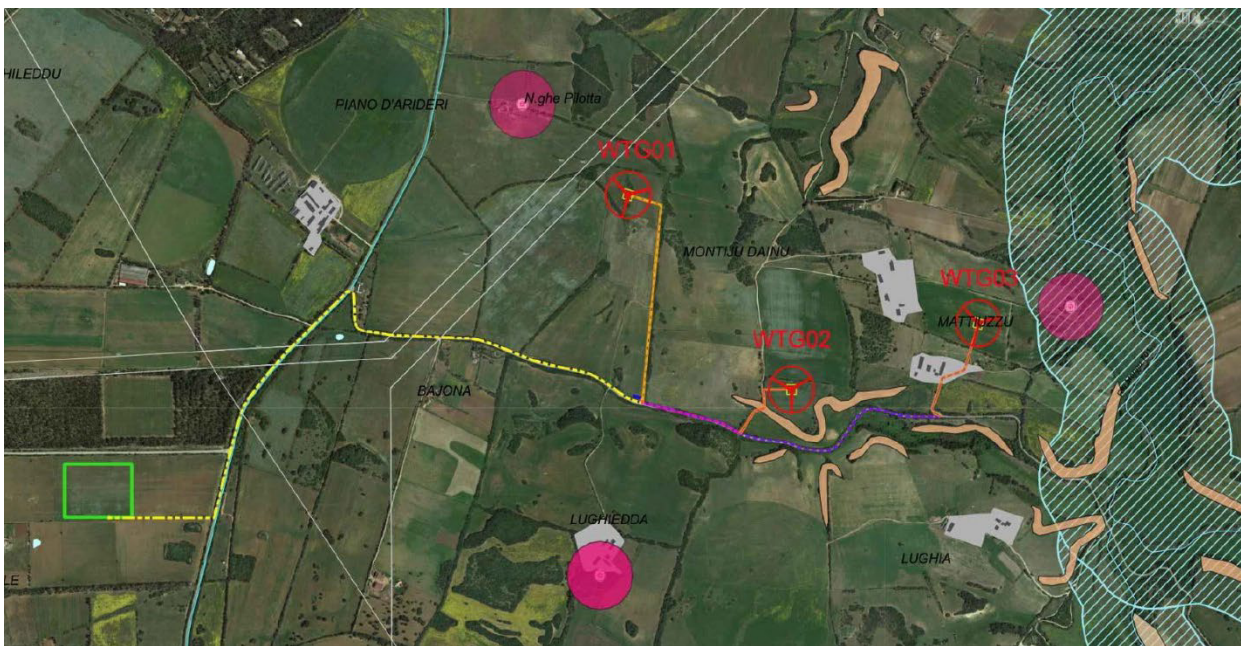 HILEDDU
PIANO D'ARIDERI
N.ghe Pilotta
WTG01
MONTIJU DAINU
WTG03
MATTIUZZU
WTG02
BAJONA
LUGHIEDDA
LUGHIA
LE